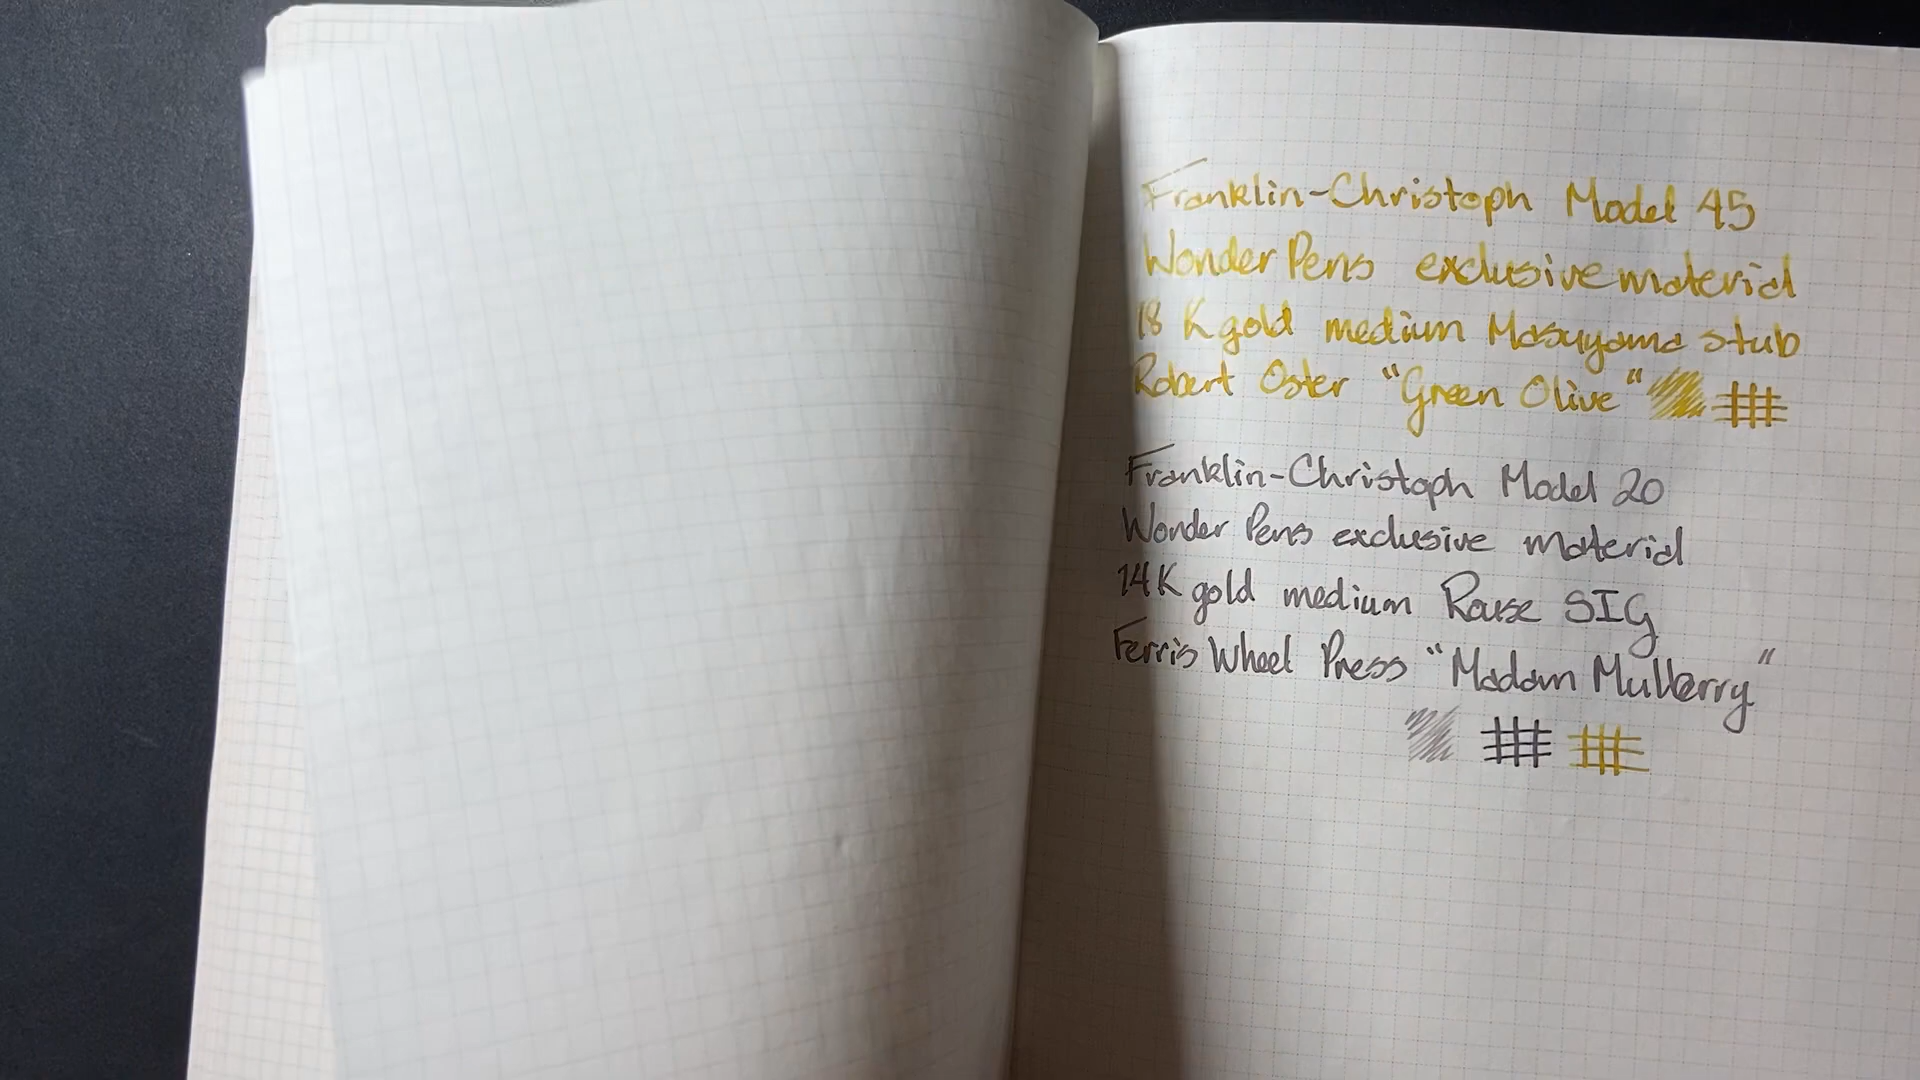 Franklin-Christoph Model 45
Wonder Pens exclusive material
18 K gold medium Masuyama stub
Robert Oster "Green Olive"
Franklin-Christoph Model 20
Wonder Pens exclusive material
14K gold medium Rouse SIG
Ferris Wheel Press "Madam Mulberry"